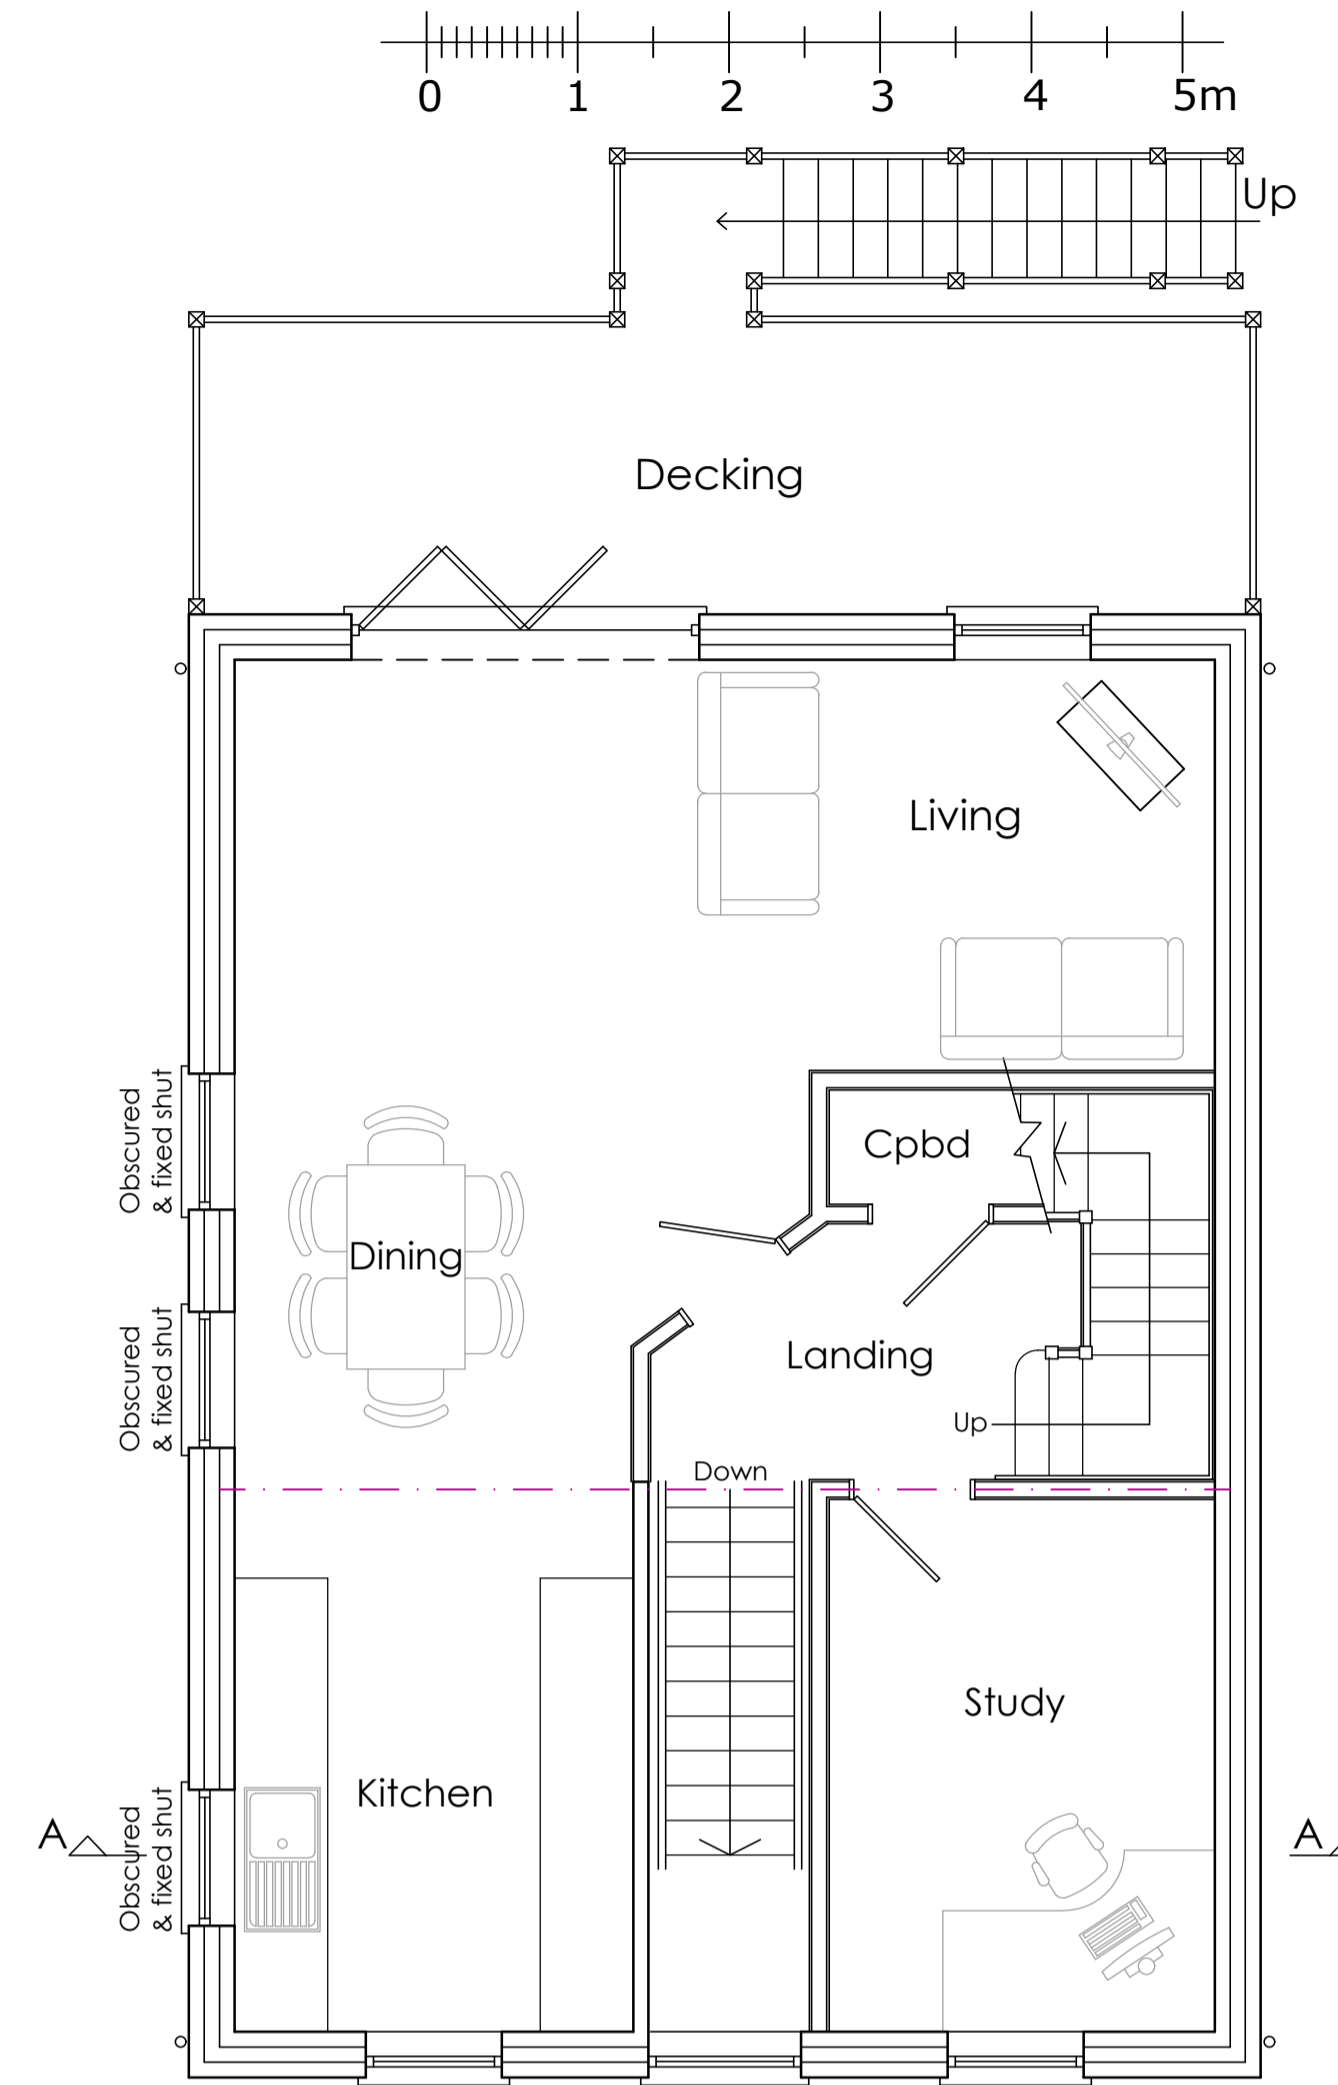 0 1 2 3 4 5m
Up
Decking
Living
Obscured
& fixed shut
Cpbd
Dining
Obscured
& fixed shut
Landing
Up
Down
Study
Kitchen
A
Obscured
& fixed shut
A